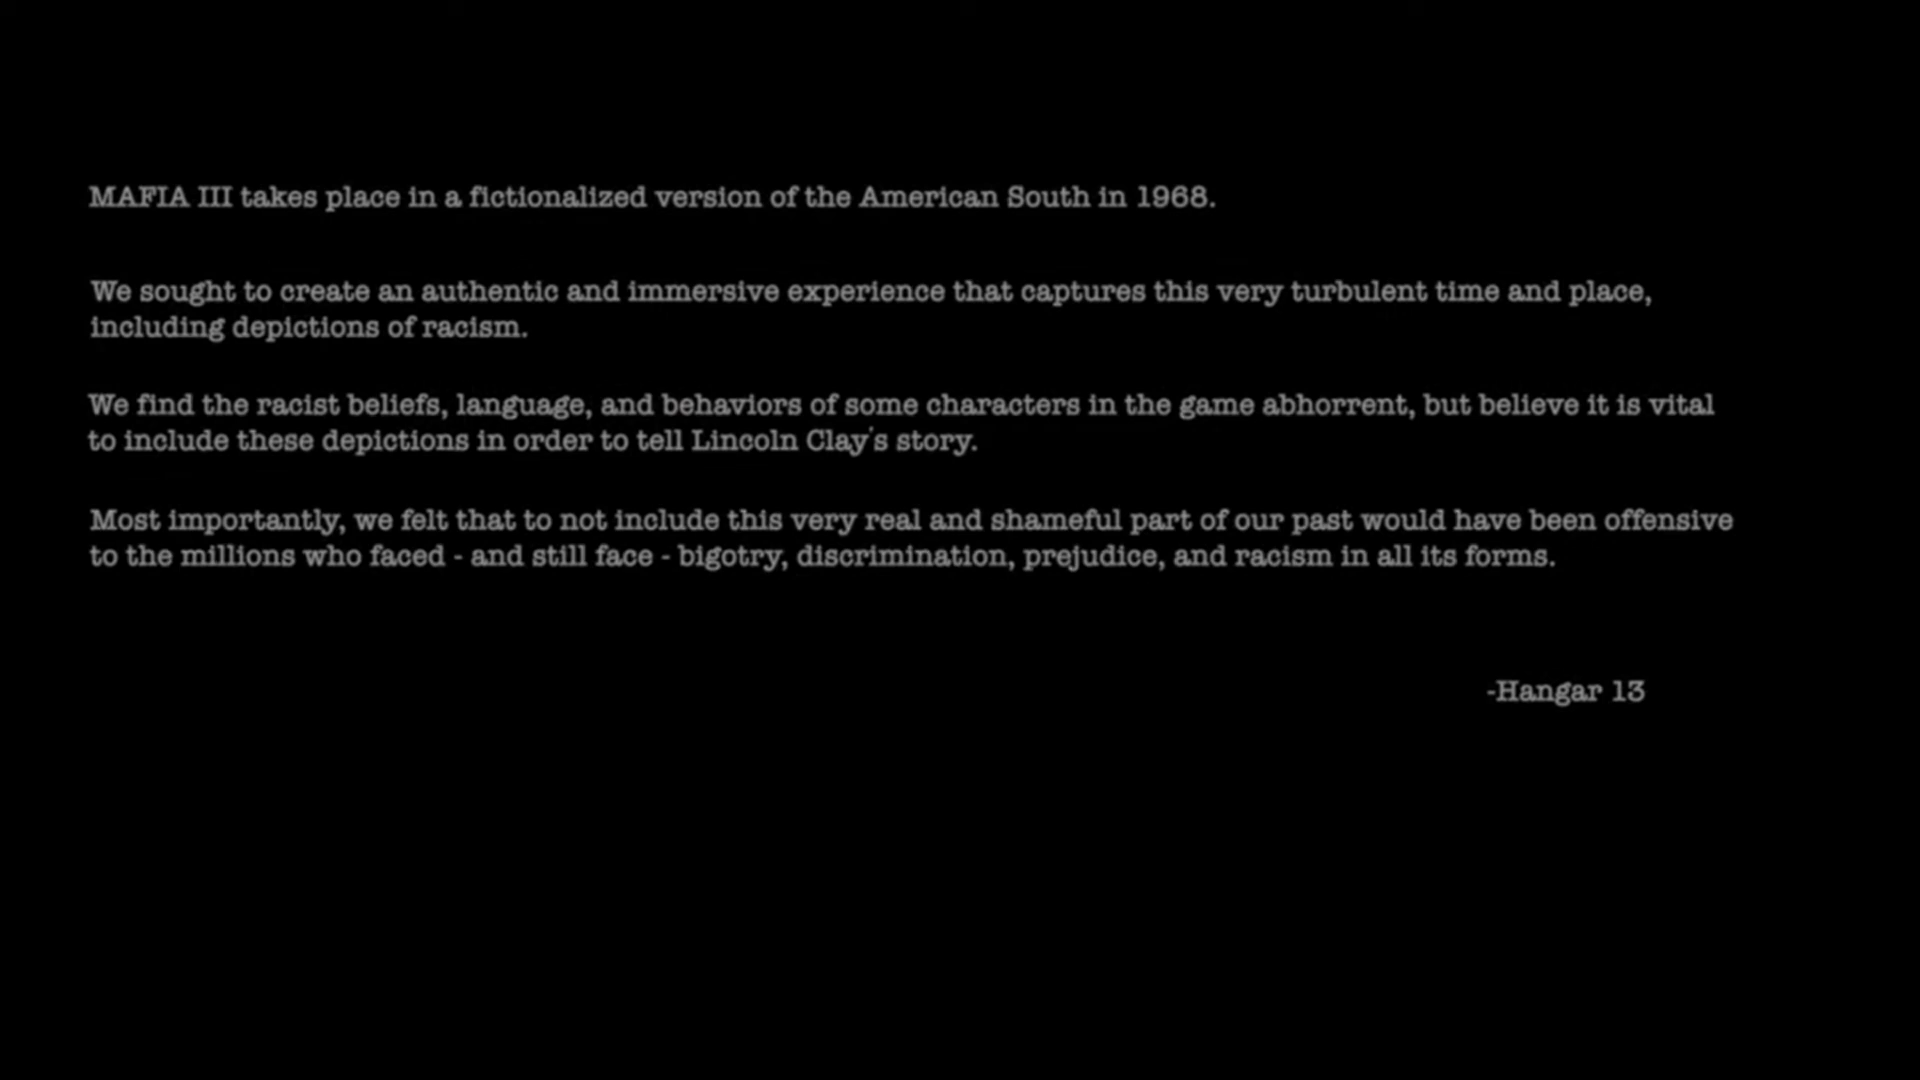 MAFIA III takes place in a fictionalized version of the American South in 1968.
We sought to create an authentic and immersive experience that captures this very turbulent time and place,
including depictions of racism.
We find the racist beliefs, language, and behaviors of some characters in the game abhorrent, but believe it is vital
to include these depictions in order to tell Lincoln Clay's story.
Most importantly, we felt that to not include this very real and shameful part of our past would have been offensive
to the millions who faced - and still face - bigotry, discrimination, prejudice, and racism in all its forms.
-Hangar 13